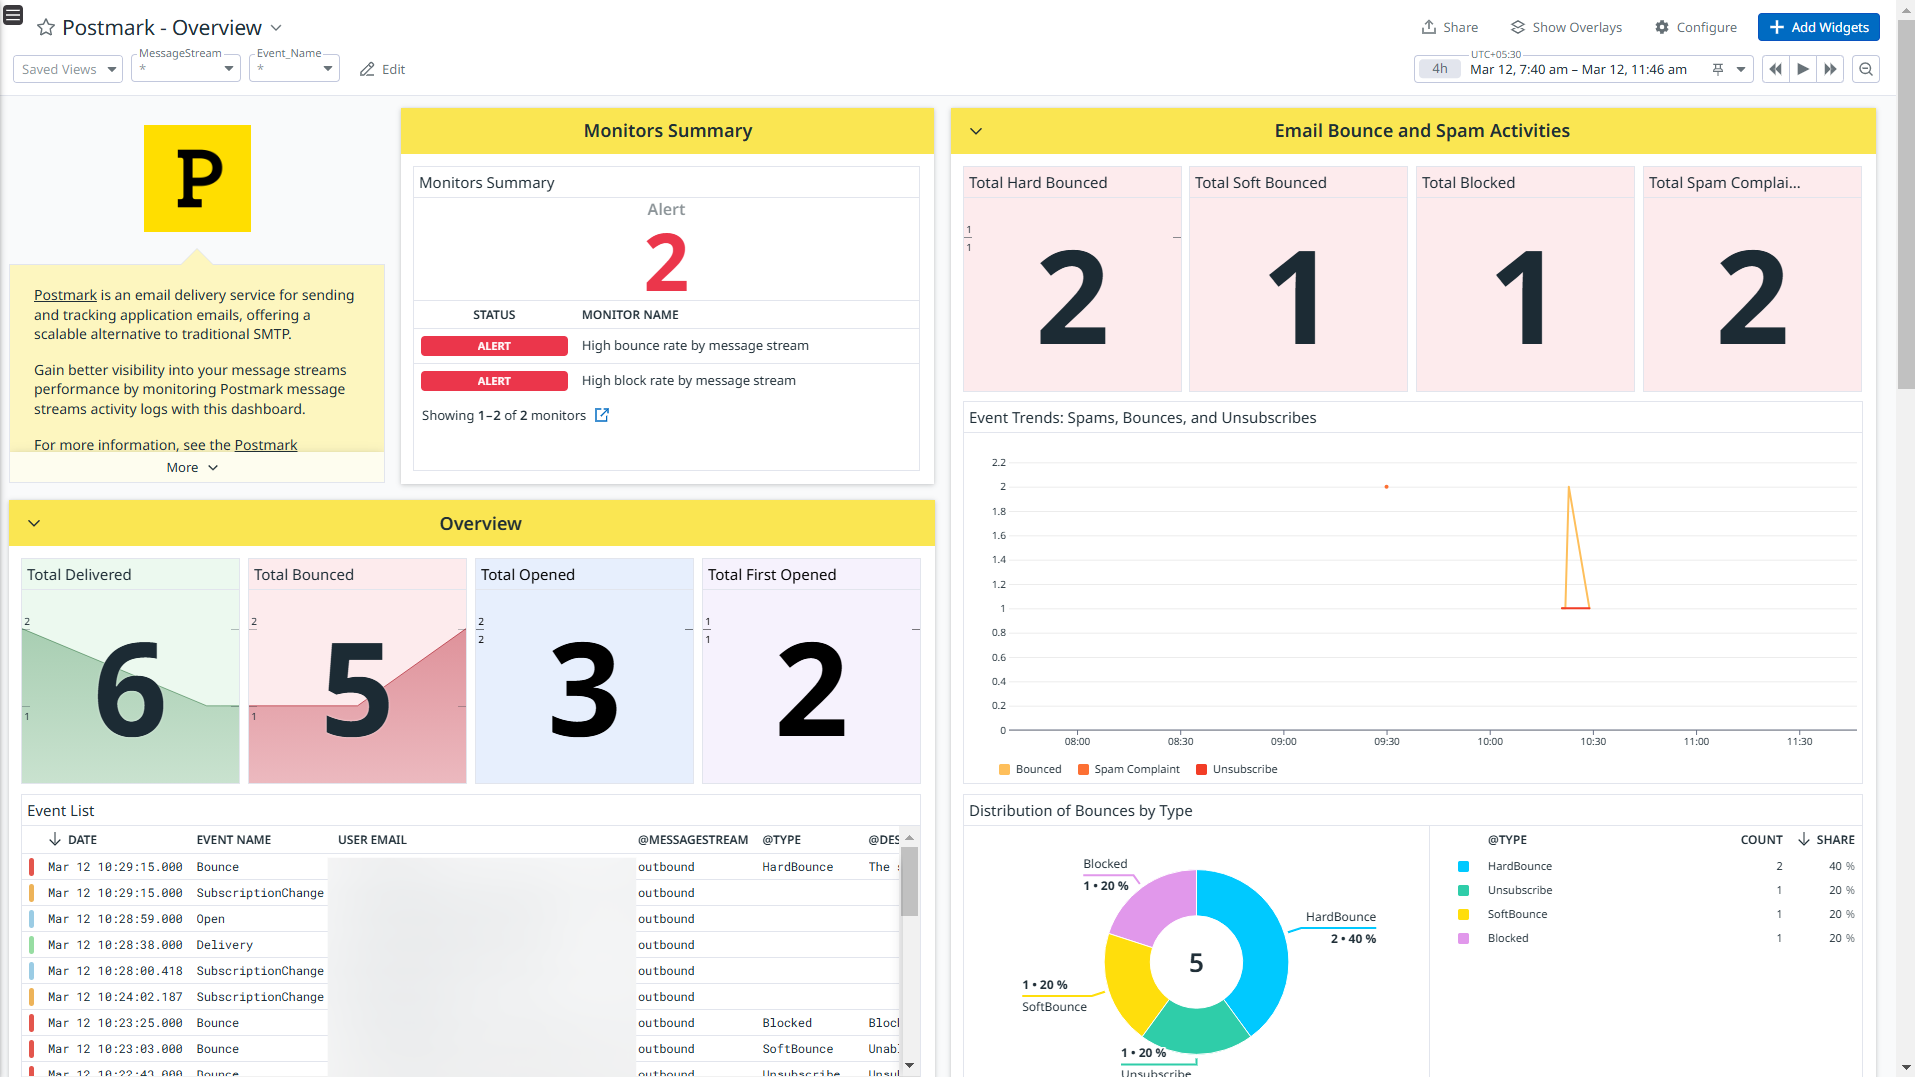 Postmark - Overview
Share
Show Overlays
Configure
Add Widgets
Saved Views
MessageStream
*
Event_Name
*
Edit
UTC+05:30
4h
Mar 12, 7:40 am – Mar 12, 11:46 am
P
Postmark is an email delivery service for sending
and tracking application emails, offering a
scalable alternative to traditional SMTP.
Gain better visibility into your message streams
performance by monitoring Postmark message
streams activity logs with this dashboard.
For more information, see the Postmark
More
Monitors Summary
Monitors Summary
Alert
2
STATUS MONITOR NAME
ALERT High bounce rate by message stream
ALERT High block rate by message stream
Showing 1–2 of 2 monitors
Overview
Total Delivered
2
1
6
Total Bounced
2
1
5
Total Opened
2
2
3
Total First Opened
1
1
2
Event List
DATE EVENT NAME USER EMAIL @MESSAGESTREAM @TYPE @DES
Mar 12 10:29:15.000 Bounce outbound HardBounce The
Mar 12 10:29:15.000 SubscriptionChange outbound
Mar 12 10:28:59.000 Open outbound
Mar 12 10:28:38.000 Delivery outbound
Mar 12 10:28:00.418 SubscriptionChange outbound
Mar 12 10:24:02.187 SubscriptionChange outbound
Mar 12 10:23:25.000 Bounce outbound Blocked Bloc
Mar 12 10:23:03.000 Bounce outbound SoftBounce Unab
Mar 12 10:22:43.000 Bounce outbound Unsubscribe Unsu
Email Bounce and Spam Activities
Total Hard Bounced
1
1
2
Total Soft Bounced
1
Total Blocked
1
Total Spam Complai...
2
Event Trends: Spams, Bounces, and Unsubscribes
2.2
2
1.8
1.6
1.4
1.2
1
0.8
0.6
0.4
0.2
0
08:00 08:30 09:00 09:30 10:00 10:30 11:00 11:30
Bounced Spam Complaint Unsubscribe
Distribution of Bounces by Type
Blocked
1 • 20 %
HardBounce
2 • 40 %
5
1 • 20 %
SoftBounce
1 • 20 %
Unsubscribe
@TYPE COUNT SHARE
HardBounce 2 40 %
Unsubscribe 1 20 %
SoftBounce 1 20 %
Blocked 1 20 %